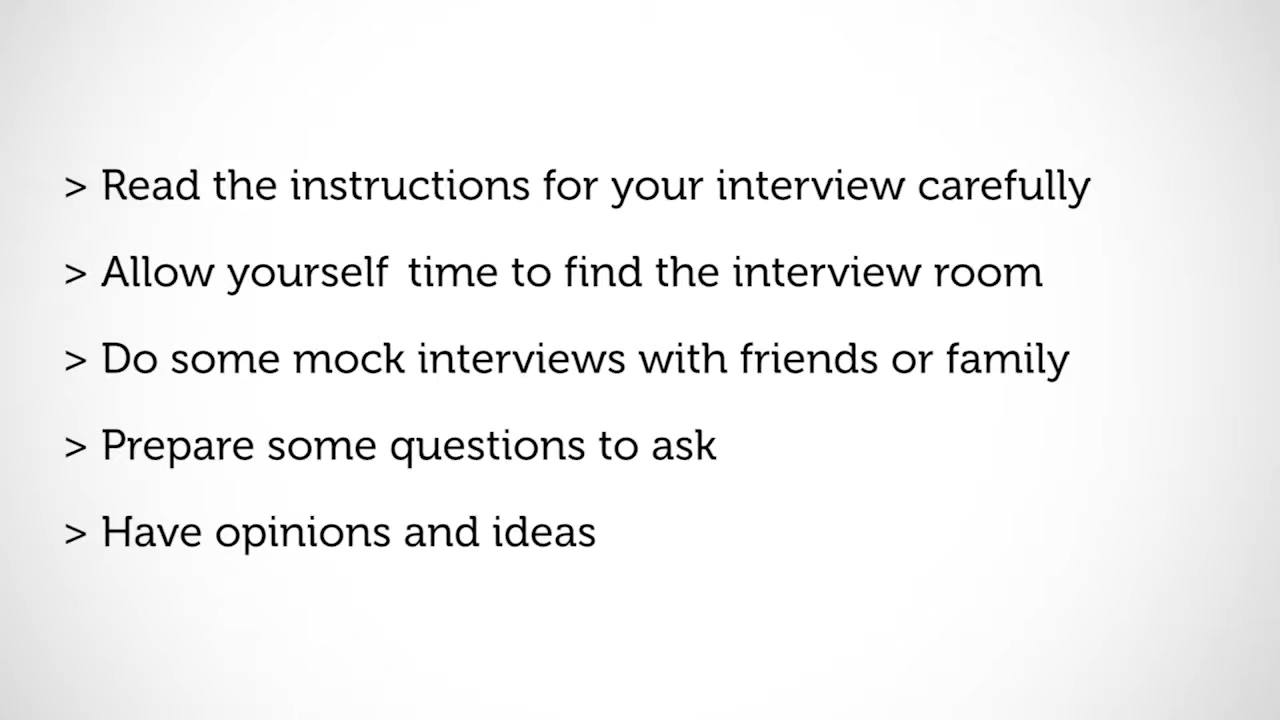 > Read the instructions for your interview carefully
> Allow yourself time to find the interview room
> Do some mock interviews with friends or family
> Prepare some questions to ask
> Have opinions and ideas